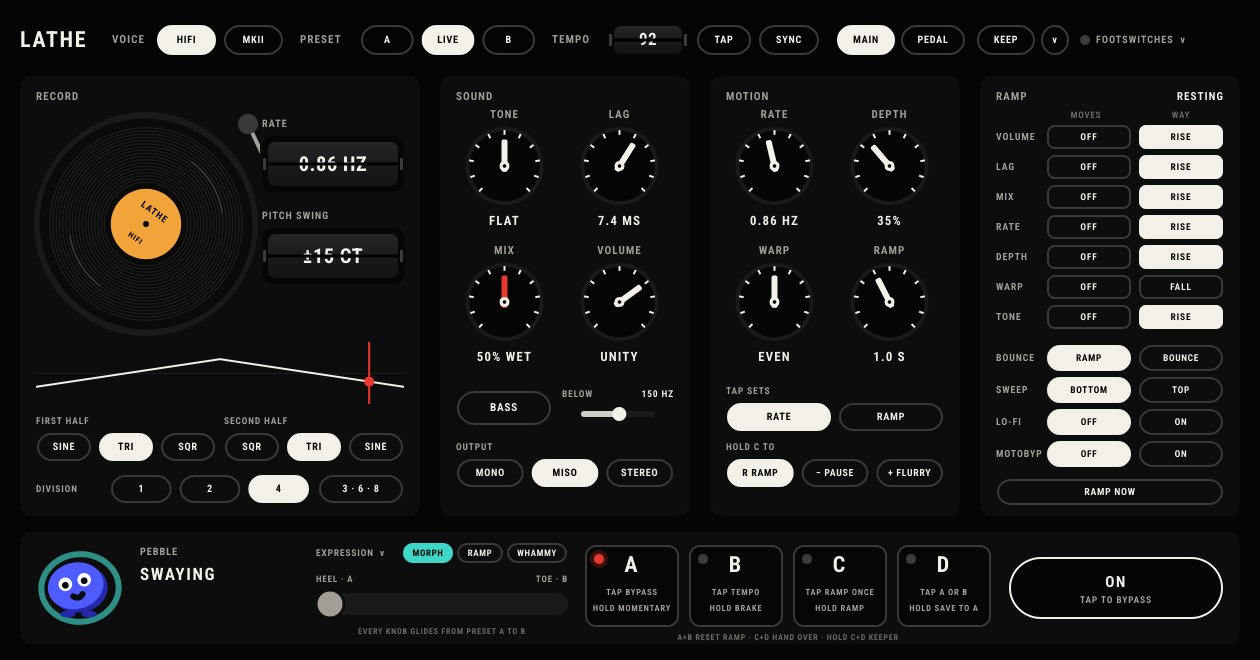 LATHE VOICE HIFI MKII PRESET A LIVE B TEMPO 92 TAP SYNC MAIN PEDAL KEEP ∨ FOOTSWITCHES ∨
RECORD
RATE
0.86 HZ
PITCH SWING
±15 CT
LATHE
HIFI
FIRST HALF SECOND HALF
SINE TRI SQR SQR TRI SINE
DIVISION 1 2 4 3 · 6 · 8
SOUND
TONE LAG
FLAT 7.4 MS
MIX VOLUME
50% WET UNITY
BASS BELOW 150 HZ
OUTPUT
MONO MISO STEREO
MOTION
RATE DEPTH
0.86 HZ 35%
WARP RAMP
EVEN 1.0 S
TAP SETS
RATE RAMP
HOLD C TO
R RAMP – PAUSE + FLURRY
RAMP RESTING
MOVES WAY
VOLUME OFF RISE
LAG OFF RISE
MIX OFF RISE
RATE OFF RISE
DEPTH OFF RISE
WARP OFF FALL
TONE OFF RISE
BOUNCE RAMP BOUNCE
SWEEP BOTTOM TOP
LO-FI OFF ON
MOTOBYP OFF ON
RAMP NOW
PEBBLE
SWAYING
EXPRESSION ∨ MORPH RAMP WHAMMY
HEEL · A TOE · B
EVERY KNOB GLIDES FROM PRESET A TO B
A
TAP BYPASS
HOLD MOMENTARY
B
TAP TEMPO
HOLD BRAKE
C
TAP RAMP ONCE
HOLD RAMP
D
TAP A OR B
HOLD SAVE TO A
A+B RESET RAMP · C+D HAND OVER · HOLD C+D KEEPER
ON
TAP TO BYPASS